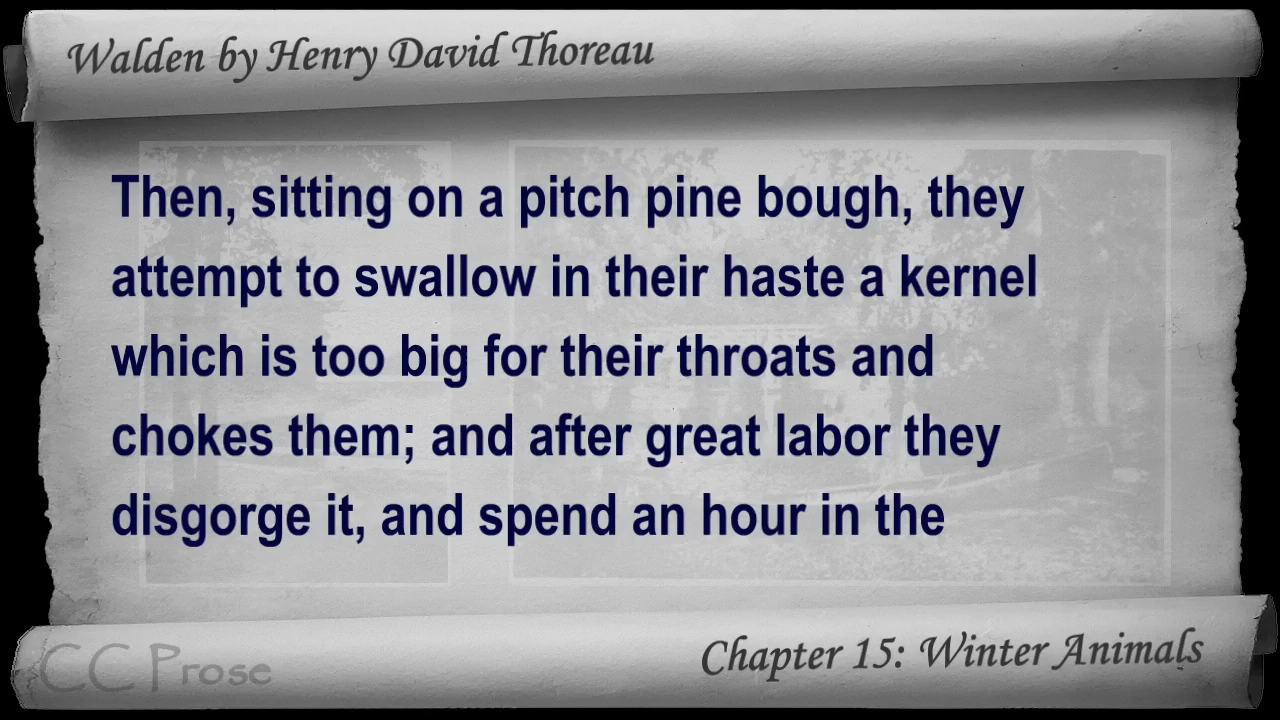 Walden by Henry David Thoreau
Then, sitting on a pitch pine bough, they
attempt to swallow in their haste a kernel
which is too big for their throats and
chokes them; and after great labor they
disgorge it, and spend an hour in the
CC Prose
Chapter 15: Winter Animals